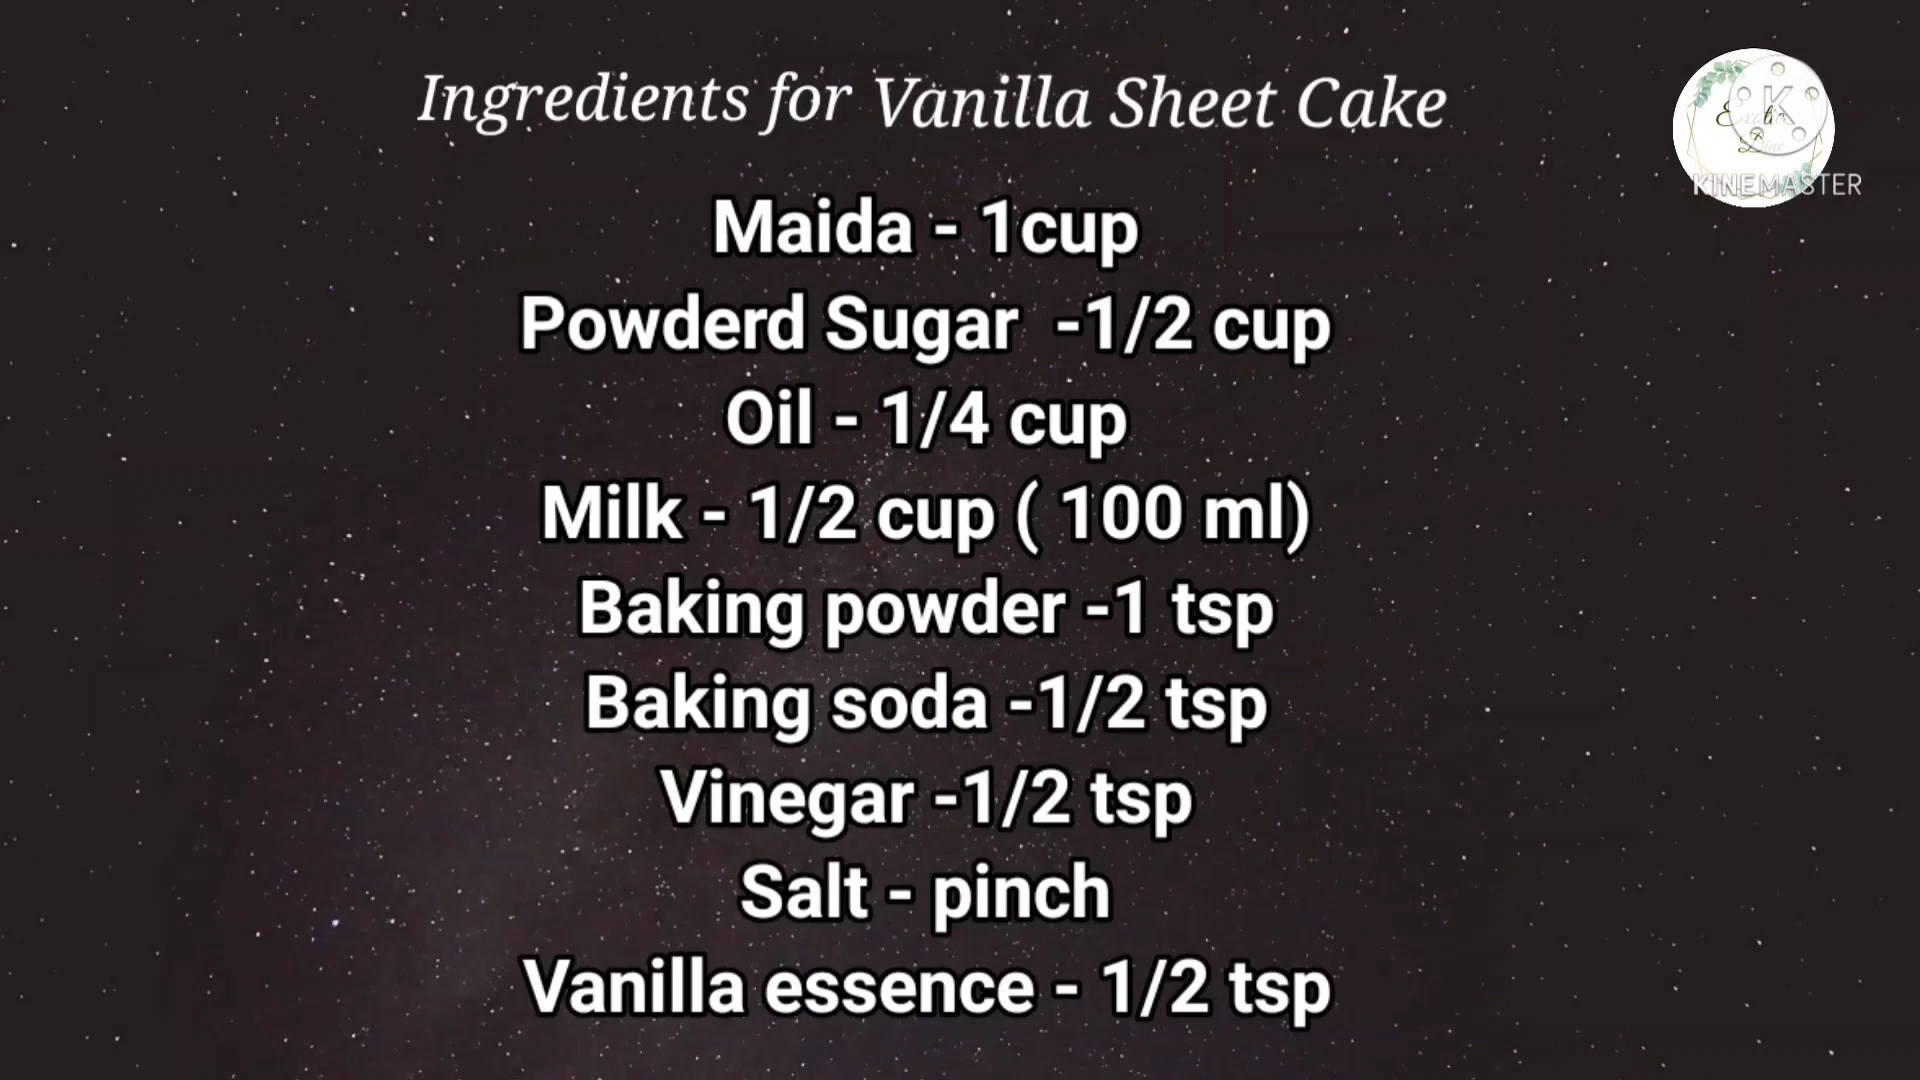 Ingredients for Vanilla Sheet Cake
Maida - 1cup
Powderd Sugar -1/2 cup
Oil - 1/4 cup
Milk - 1/2 cup ( 100 ml)
Baking powder -1 tsp
Baking soda -1/2 tsp
Vinegar -1/2 tsp
Salt - pinch
Vanilla essence - 1/2 tsp
K
KINEMASTER